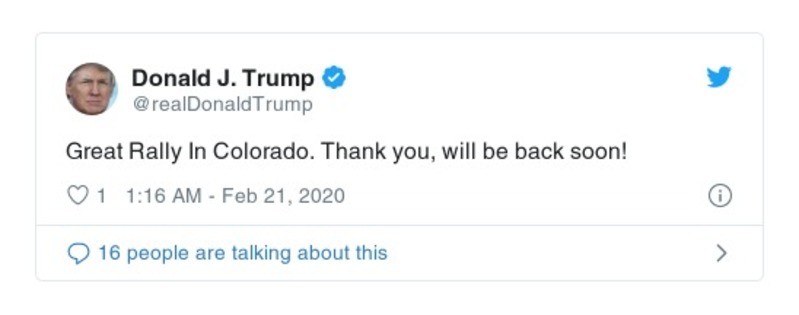 Donald J. Trump
@realDonaldTrump
Great Rally In Colorado. Thank you, will be back soon!
1 1:16 AM - Feb 21, 2020
16 people are talking about this